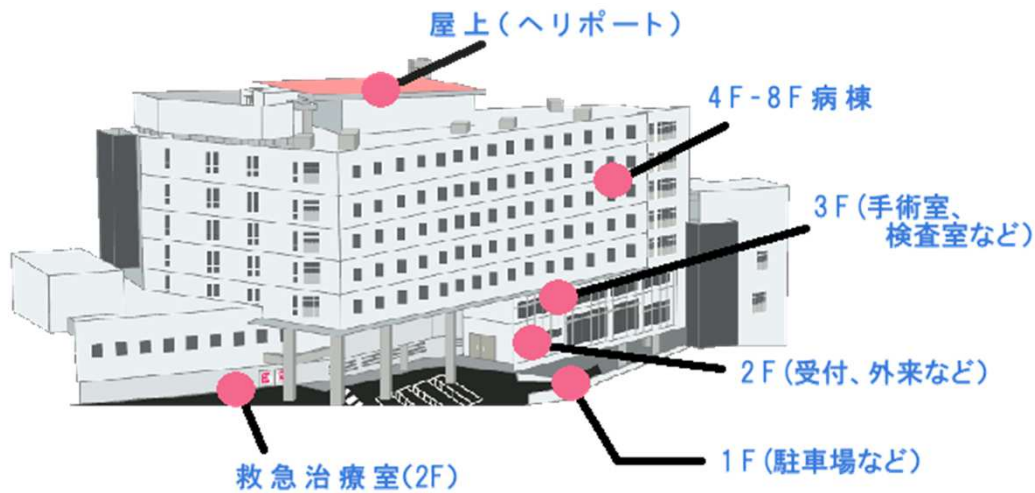 屋上(ヘリポート)
4F-8F病棟
3F(手術室、
検査室など)
2F(受付、外来など)
1F(駐車場など)
救急治療室(2F)